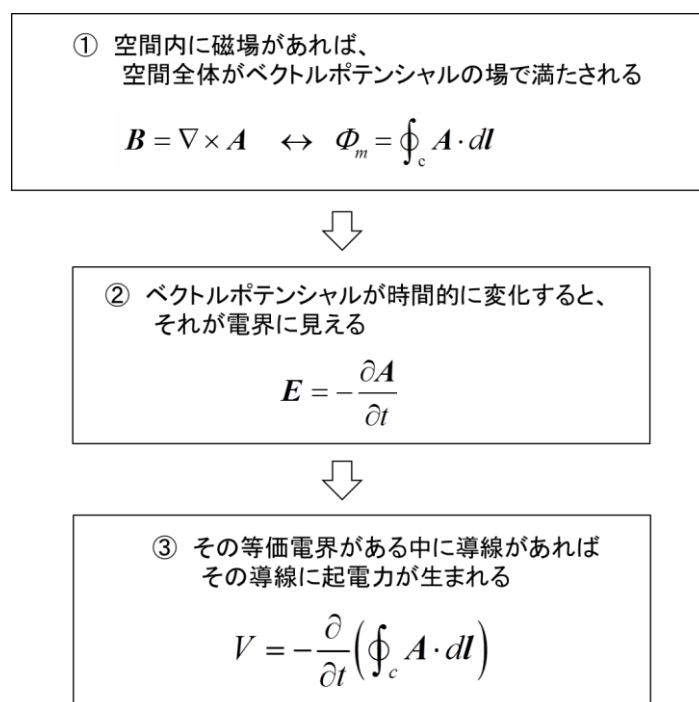 ① 空間内に磁場があれば、
空間全体がベクトルポテンシャルの場で満たされる
B = ∇ × A ↔ Φₘ = ∮c A · dl
② ベクトルポテンシャルが時間的に変化すると、
それが電界に見える
E = − ∂A/∂t
③ その等価電界がある中に導線があれば
その導線に起電力が生まれる
V = − ∂/∂t (∮c A · dl)